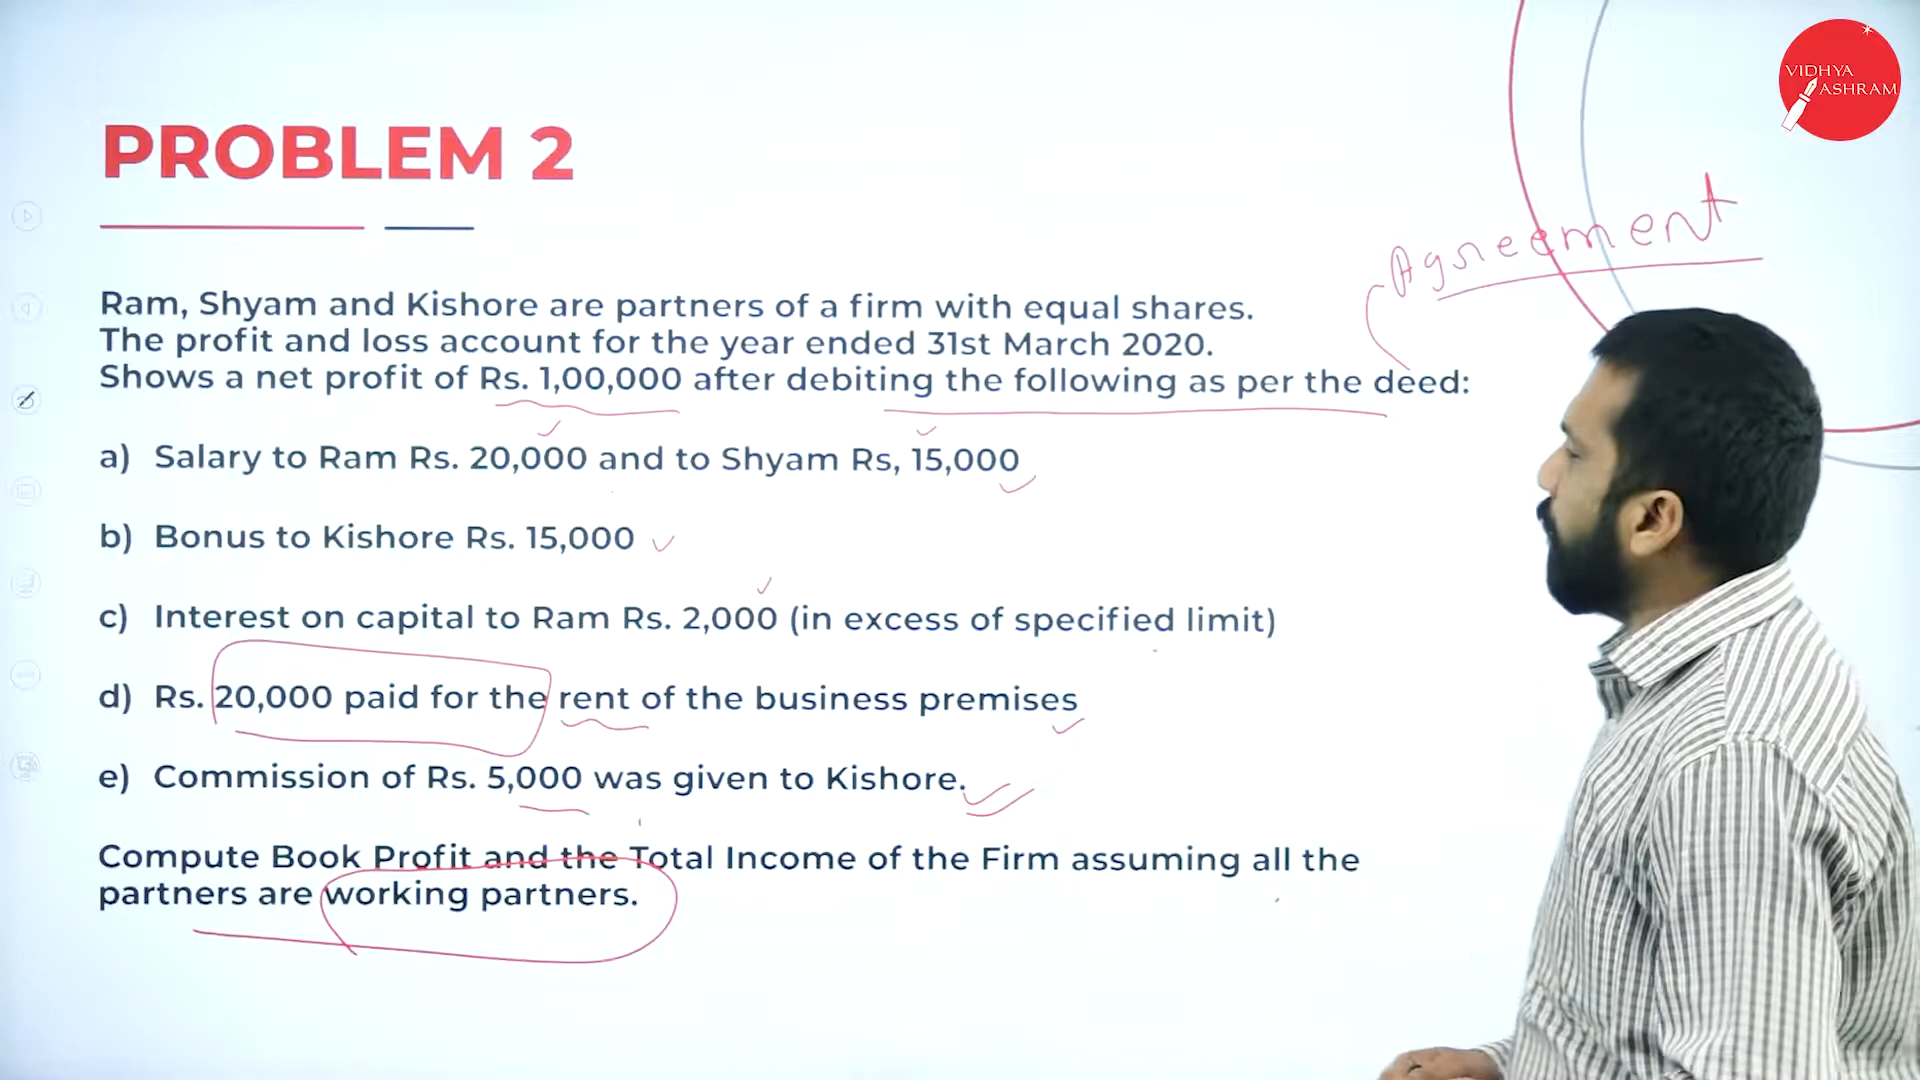 VIDHYA
ASHRAM
PROBLEM 2
Agreement
Ram, Shyam and Kishore are partners of a firm with equal shares.
The profit and loss account for the year ended 31st March 2020.
Shows a net profit of Rs. 1,00,000 after debiting the following as per the deed:
a) Salary to Ram Rs. 20,000 and to Shyam Rs, 15,000
b) Bonus to Kishore Rs. 15,000
c) Interest on capital to Ram Rs. 2,000 (in excess of specified limit)
d) Rs. 20,000 paid for the rent of the business premises
e) Commission of Rs. 5,000 was given to Kishore.
Compute Book Profit and the Total Income of the Firm assuming all the
partners are working partners.